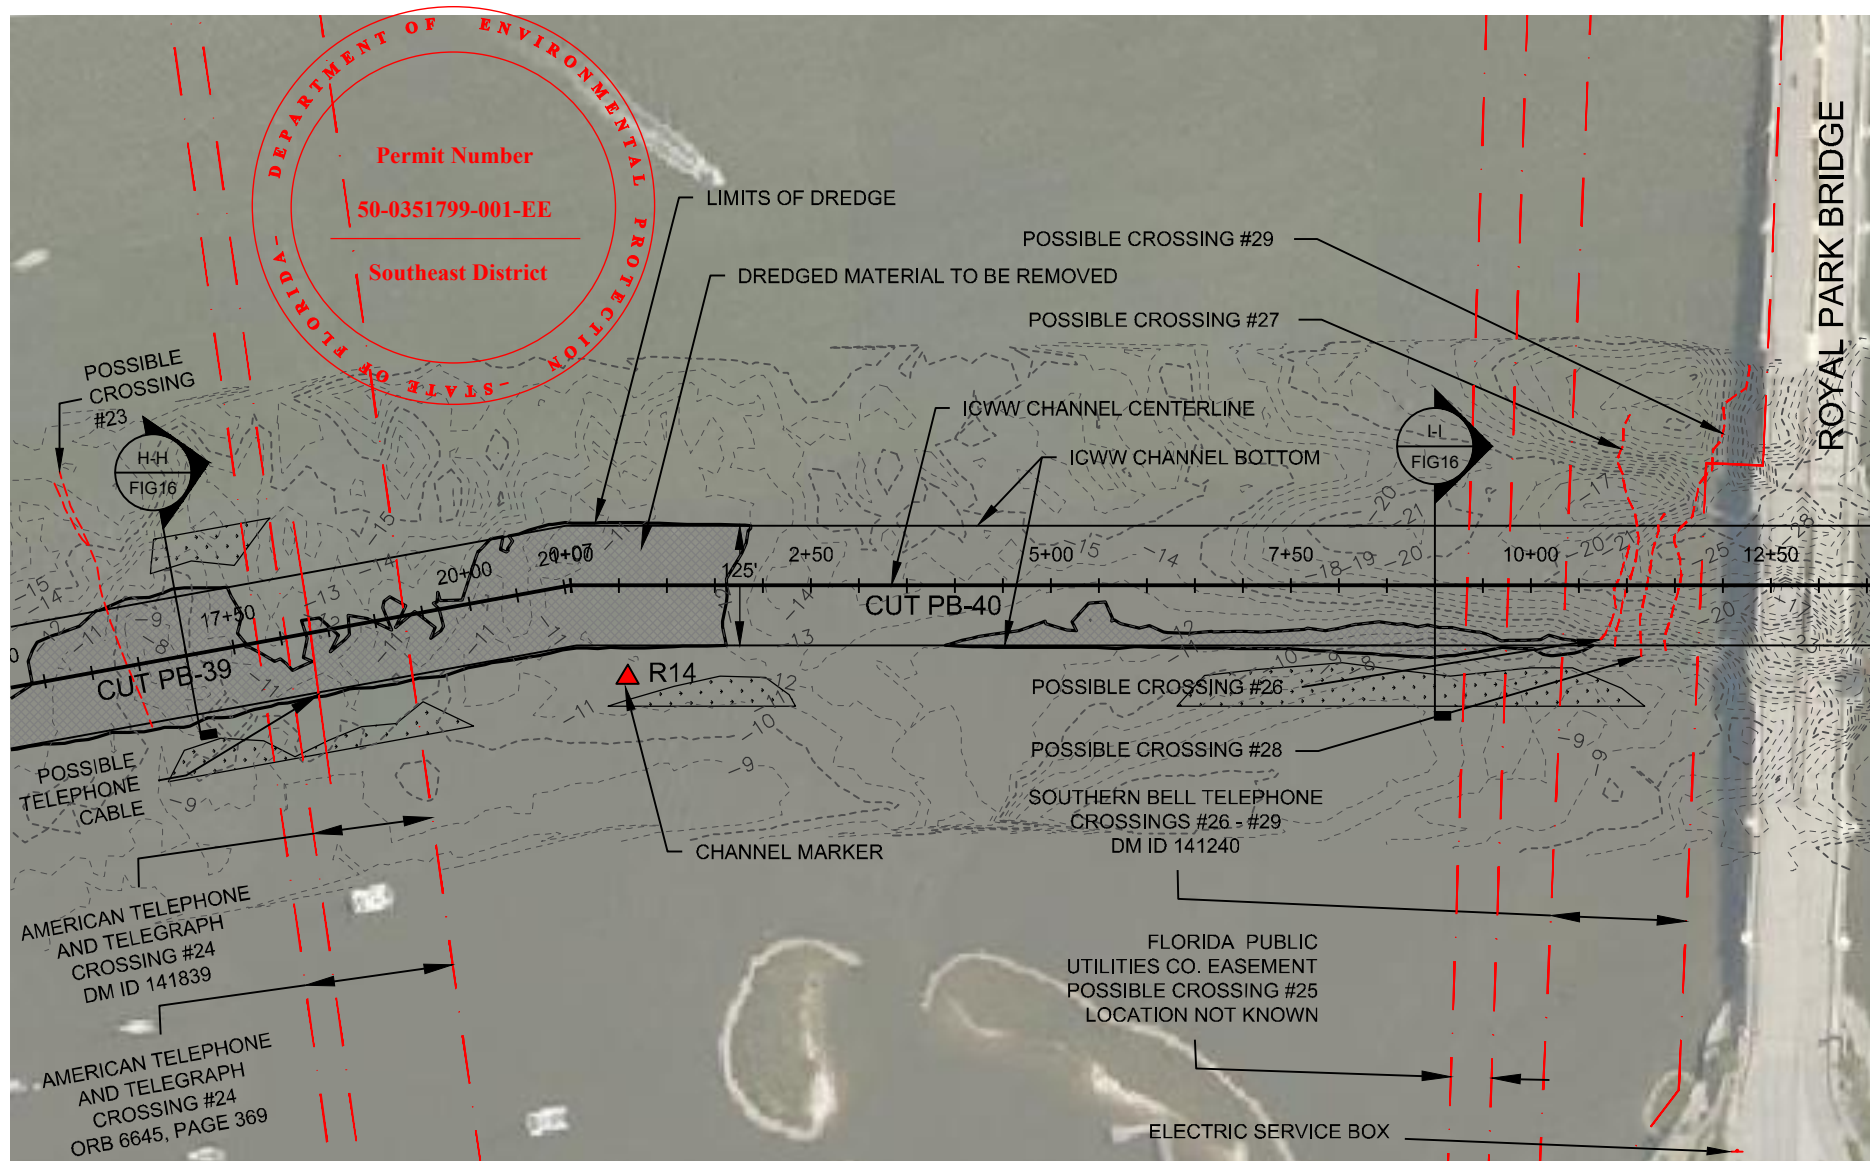 DEPARTMENT OF ENVIRONMENTAL PROTECTION
-STATE OF FLORIDA-
Permit Number
50-0351799-001-EE
Southeast District
LIMITS OF DREDGE
DREDGED MATERIAL TO BE REMOVED
POSSIBLE CROSSING #29
POSSIBLE CROSSING #27
ROYAL PARK BRIDGE
POSSIBLE
CROSSING
#23
H-H
FIG16
ICWW CHANNEL CENTERLINE
ICWW CHANNEL BOTTOM
I-I
FIG16
17+50
20+00
0+07
125'
2+50
5+00
7+50
10+00
12+50
CUT PB-39
CUT PB-40
R14
POSSIBLE CROSSING #26
POSSIBLE CROSSING #28
POSSIBLE
TELEPHONE
CABLE
SOUTHERN BELL TELEPHONE
CROSSINGS #26 - #29
DM ID 141240
CHANNEL MARKER
AMERICAN TELEPHONE
AND TELEGRAPH
CROSSING #24
DM ID 141839
FLORIDA PUBLIC
UTILITIES CO. EASEMENT
POSSIBLE CROSSING #25
LOCATION NOT KNOWN
AMERICAN TELEPHONE
AND TELEGRAPH
CROSSING #24
ORB 6645, PAGE 369
ELECTRIC SERVICE BOX